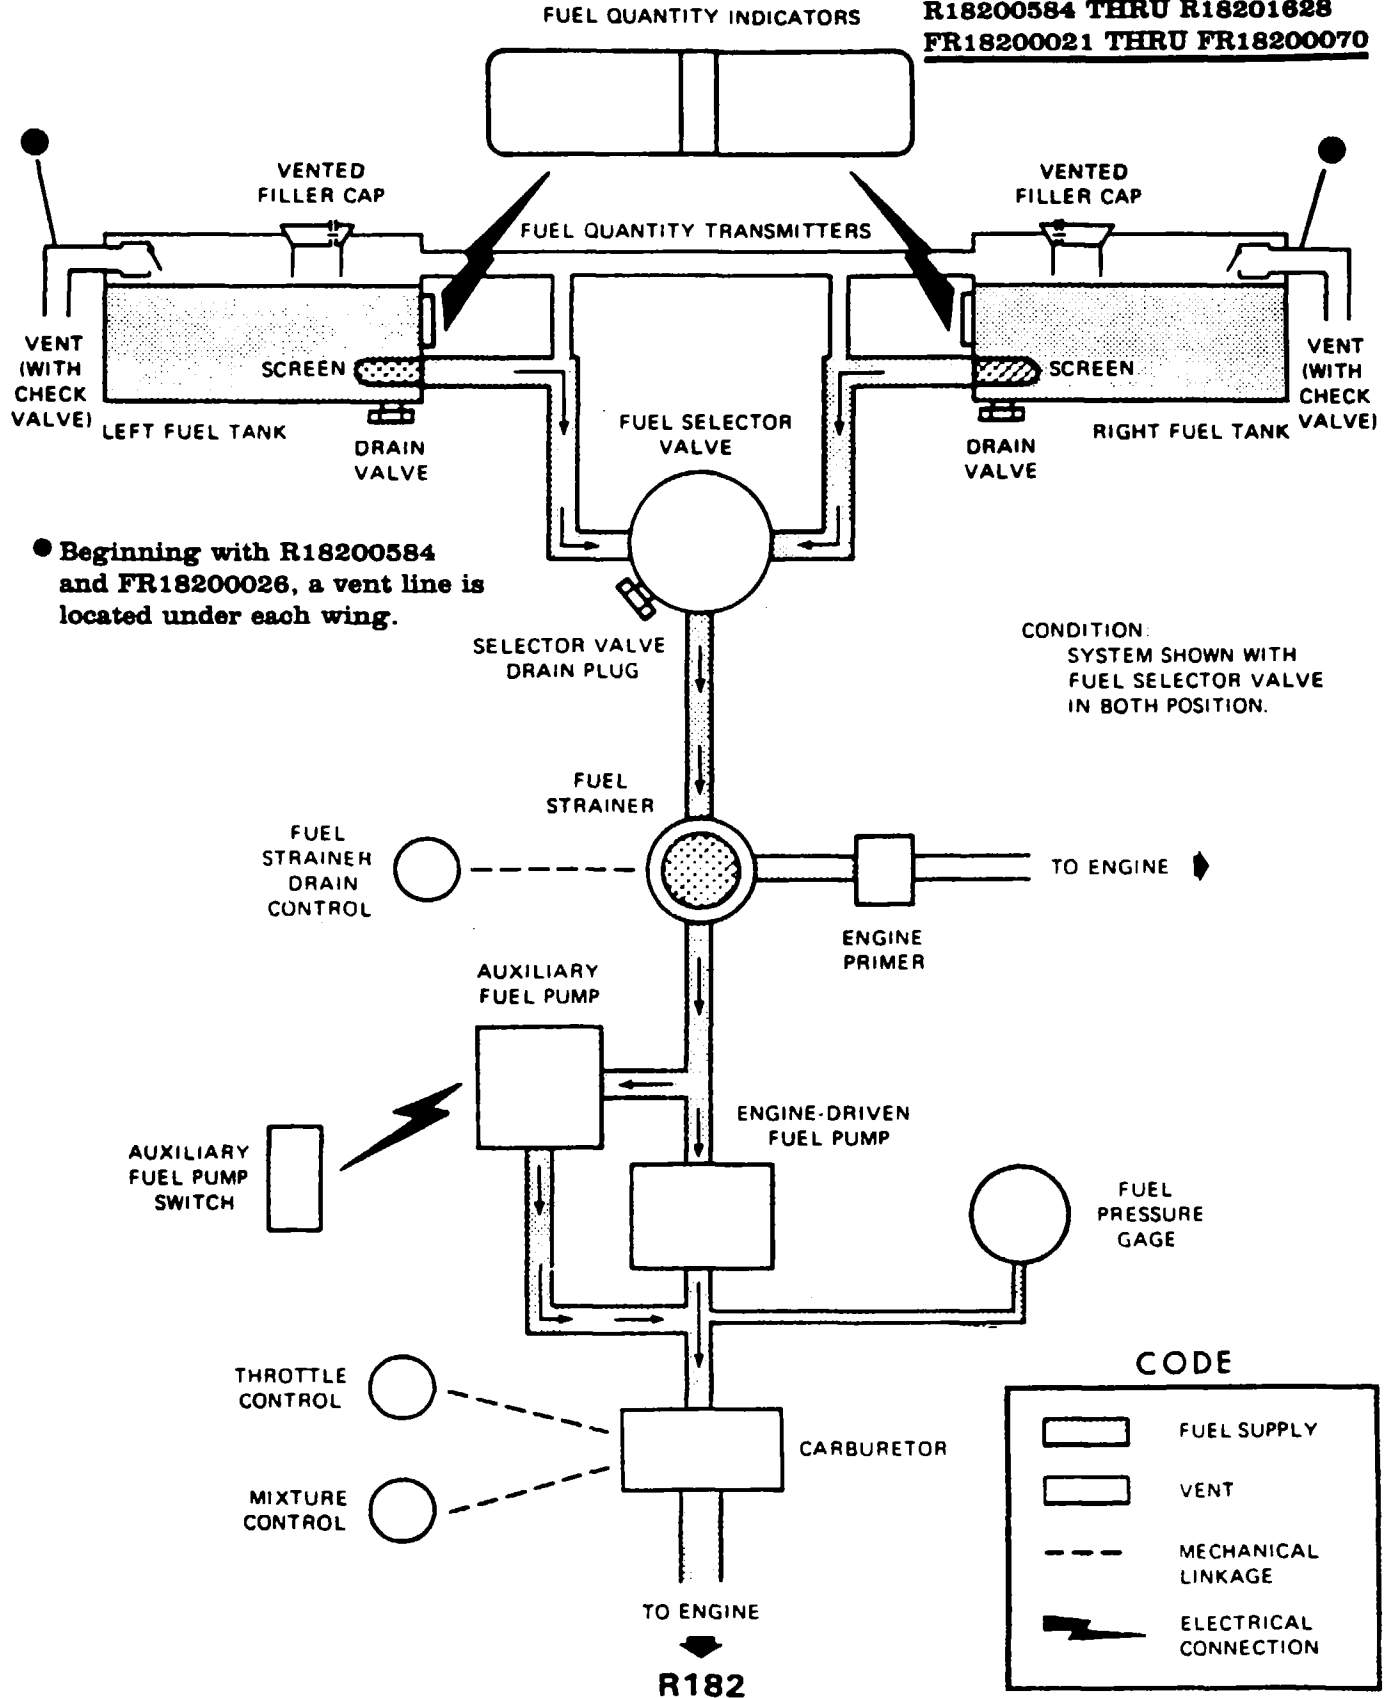 FUEL QUANTITY INDICATORS
R18200584 THRU R18201628
FR18200021 THRU FR18200070
VENTED
FILLER CAP
VENTED
FILLER CAP
FUEL QUANTITY TRANSMITTERS
VENT
(WITH
CHECK
VALVE)
SCREEN
LEFT FUEL TANK
DRAIN
VALVE
FUEL SELECTOR
VALVE
SCREEN
DRAIN
VALVE
RIGHT FUEL TANK
VENT
(WITH
CHECK
VALVE)
● Beginning with R18200584
and FR18200026, a vent line is
located under each wing.
SELECTOR VALVE
DRAIN PLUG
CONDITION:
SYSTEM SHOWN WITH
FUEL SELECTOR VALVE
IN BOTH POSITION.
FUEL
STRAINER
FUEL
STRAINER
DRAIN
CONTROL
TO ENGINE
ENGINE
PRIMER
AUXILIARY
FUEL PUMP
ENGINE-DRIVEN
FUEL PUMP
AUXILIARY
FUEL PUMP
SWITCH
FUEL
PRESSURE
GAGE
THROTTLE
CONTROL
CARBURETOR
MIXTURE
CONTROL
TO ENGINE
R182
CODE
FUEL SUPPLY
VENT
MECHANICAL
LINKAGE
ELECTRICAL
CONNECTION